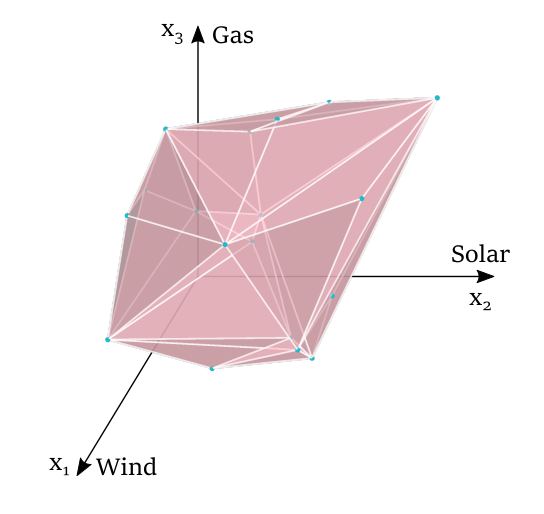 x₃ Gas
Solar
x₂
x₁ Wind